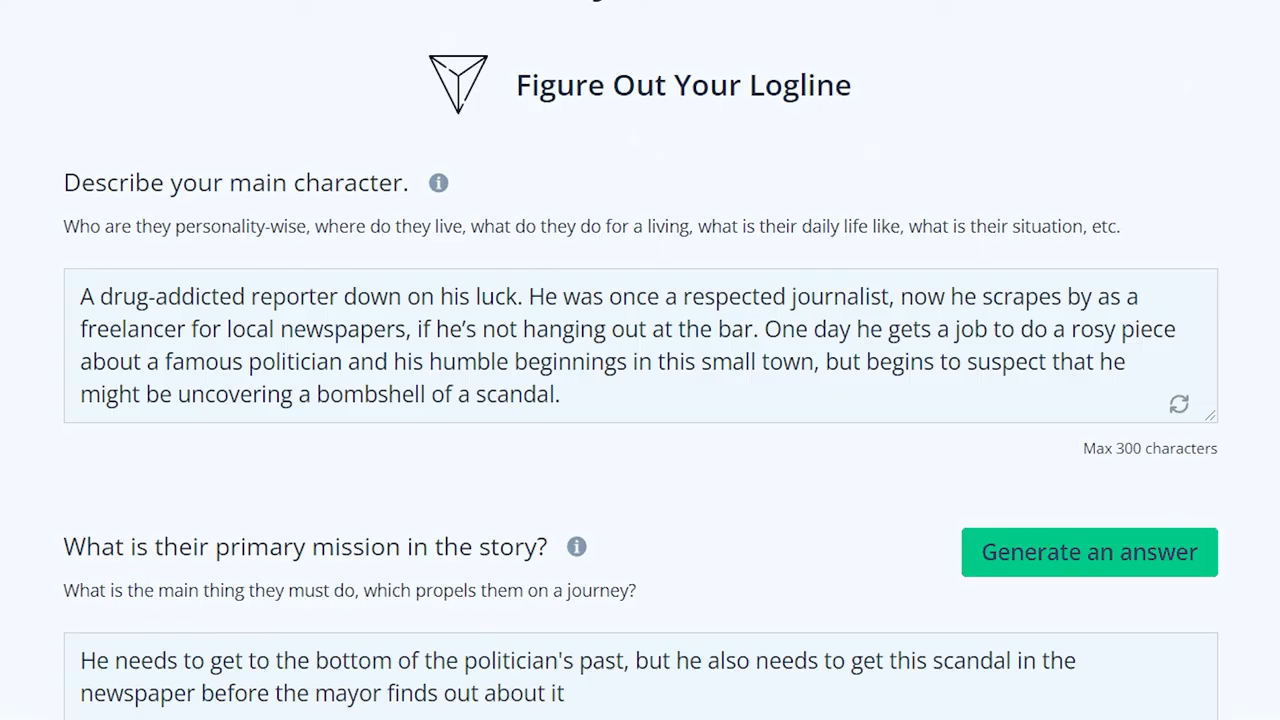 Figure Out Your Logline
Describe your main character.
Who are they personality-wise, where do they live, what do they do for a living, what is their daily life like, what is their situation, etc.
A drug-addicted reporter down on his luck. He was once a respected journalist, now he scrapes by as a
freelancer for local newspapers, if he’s not hanging out at the bar. One day he gets a job to do a rosy piece
about a famous politician and his humble beginnings in this small town, but begins to suspect that he
might be uncovering a bombshell of a scandal.
Max 300 characters
What is their primary mission in the story?
Generate an answer
What is the main thing they must do, which propels them on a journey?
He needs to get to the bottom of the politician's past, but he also needs to get this scandal in the
newspaper before the mayor finds out about it